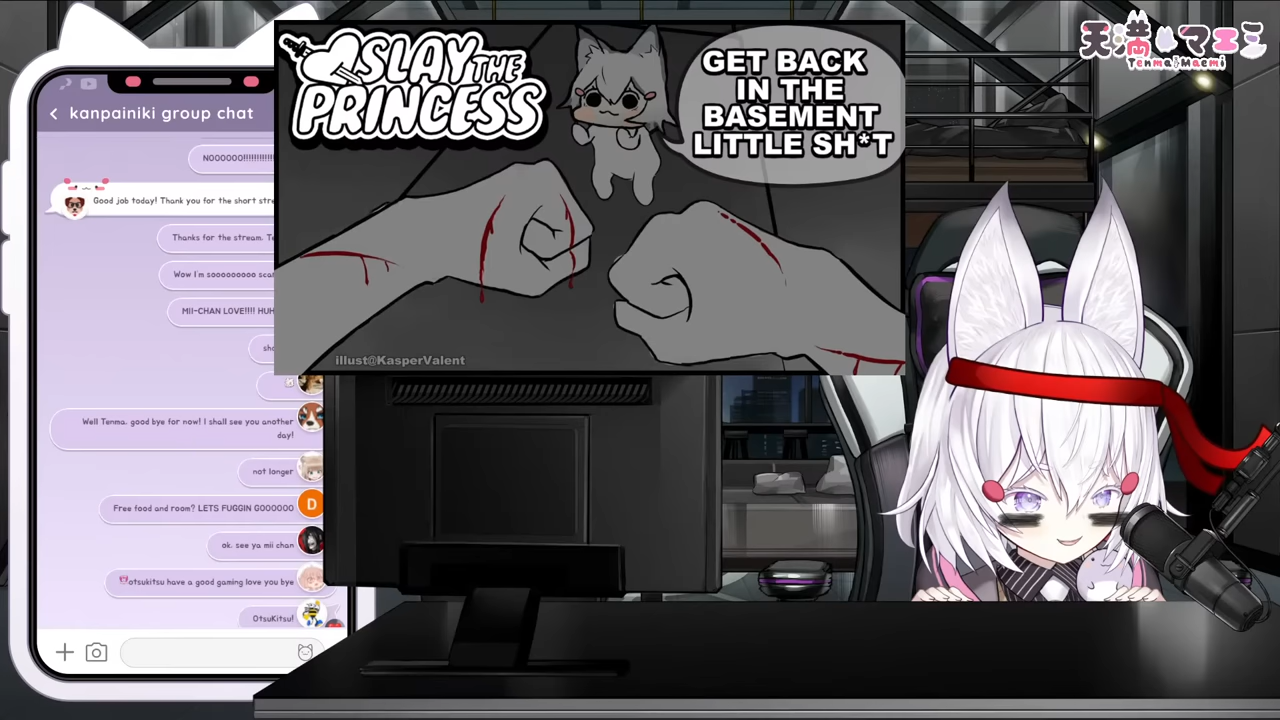 天満マエミ
Tenma Maemi
SLAY THE
PRINCESS
GET BACK
IN THE
BASEMENT
LITTLE SH*T
illust@KasperValent
kanpainiki group chat
NOOOOOO!!!!!!!!!!!!
Good job today! Thank you for the short stre
Thanks for the stream. Te
Wow I'm sooooooooo sca
MII-CHAN LOVE!!!! HUH
sho
Well Tenma. good bye for now! I shall see you another
day!
not longer
D
Free food and room? LETS FUGGIN GOOOOOO
ok. see ya mii chan
otsukitsu have a good gaming love you bye
OtsuKitsu!